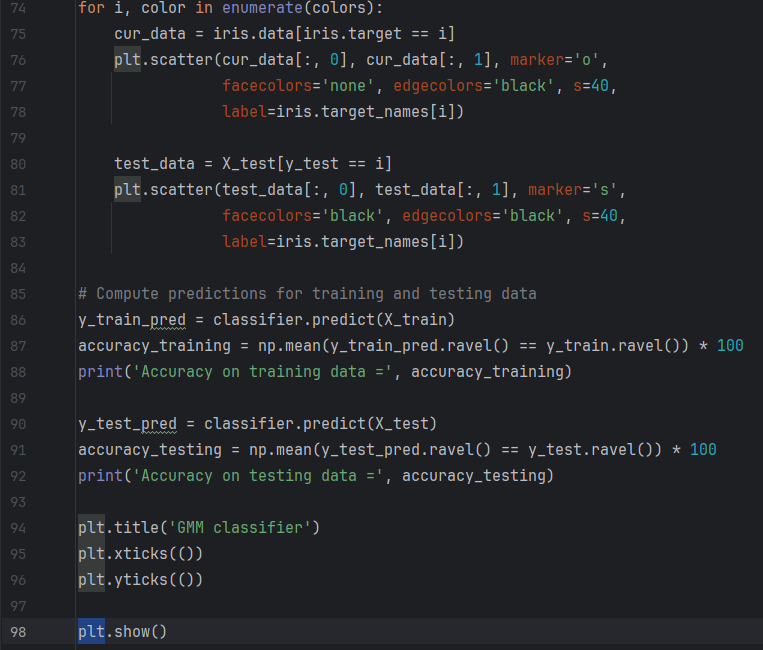 74 for i, color in enumerate(colors):
75     cur_data = iris.data[iris.target == i]
76     plt.scatter(cur_data[:, 0], cur_data[:, 1], marker='o',
77                 facecolors='none', edgecolors='black', s=40,
78                 label=iris.target_names[i])
79
80     test_data = X_test[y_test == i]
81     plt.scatter(test_data[:, 0], test_data[:, 1], marker='s',
82                 facecolors='black', edgecolors='black', s=40,
83                 label=iris.target_names[i])
84
85 # Compute predictions for training and testing data
86 y_train_pred = classifier.predict(X_train)
87 accuracy_training = np.mean(y_train_pred.ravel() == y_train.ravel()) * 100
88 print('Accuracy on training data =', accuracy_training)
89
90 y_test_pred = classifier.predict(X_test)
91 accuracy_testing = np.mean(y_test_pred.ravel() == y_test.ravel()) * 100
92 print('Accuracy on testing data =', accuracy_testing)
93
94 plt.title('GMM classifier')
95 plt.xticks(())
96 plt.yticks(())
97
98 plt.show()